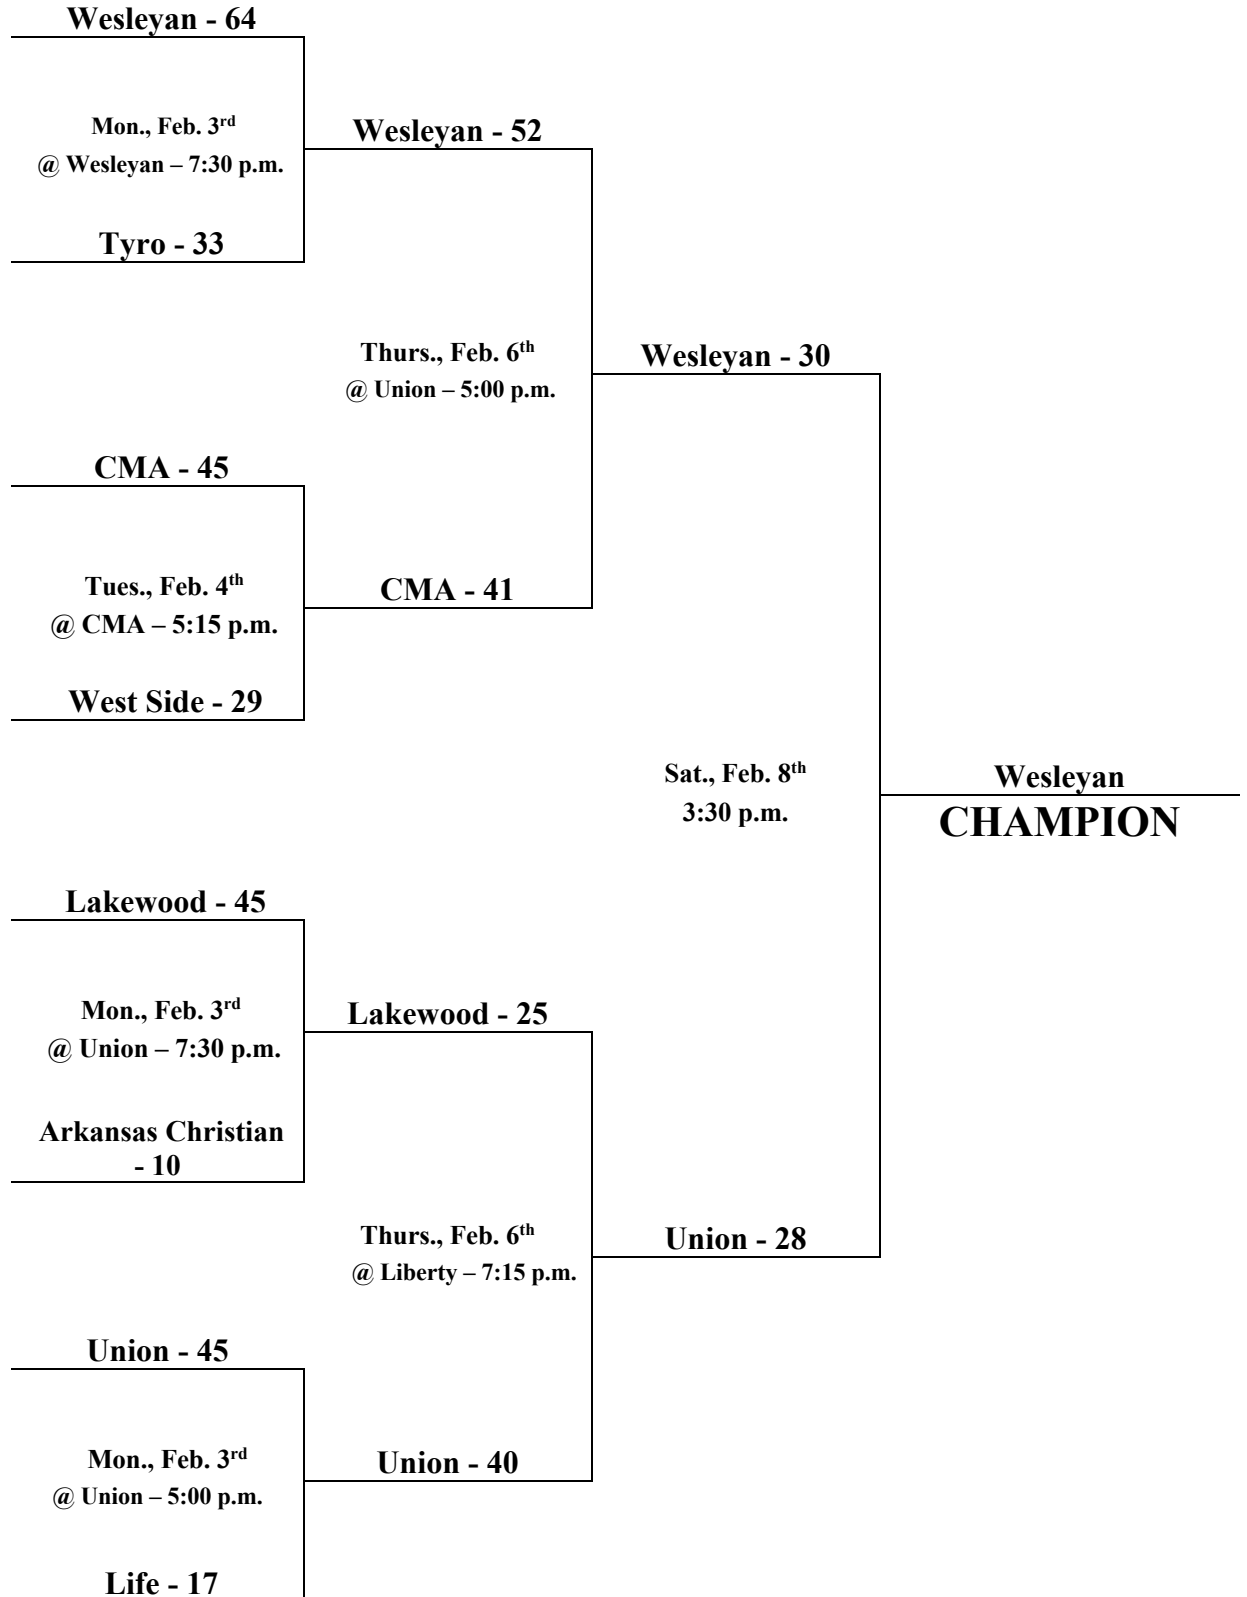 Wesleyan - 64
Mon., Feb. 3rd
@ Wesleyan – 7:30 p.m.
Tyro - 33
Wesleyan - 52
Thurs., Feb. 6th
@ Union – 5:00 p.m.
CMA - 45
Tues., Feb. 4th
@ CMA – 5:15 p.m.
West Side - 29
CMA - 41
Wesleyan - 30
Sat., Feb. 8th
3:30 p.m.
Wesleyan
CHAMPION
Lakewood - 45
Mon., Feb. 3rd
@ Union – 7:30 p.m.
Arkansas Christian
- 10
Lakewood - 25
Thurs., Feb. 6th
@ Liberty – 7:15 p.m.
Union - 28
Union - 45
Mon., Feb. 3rd
@ Union – 5:00 p.m.
Life - 17
Union - 40